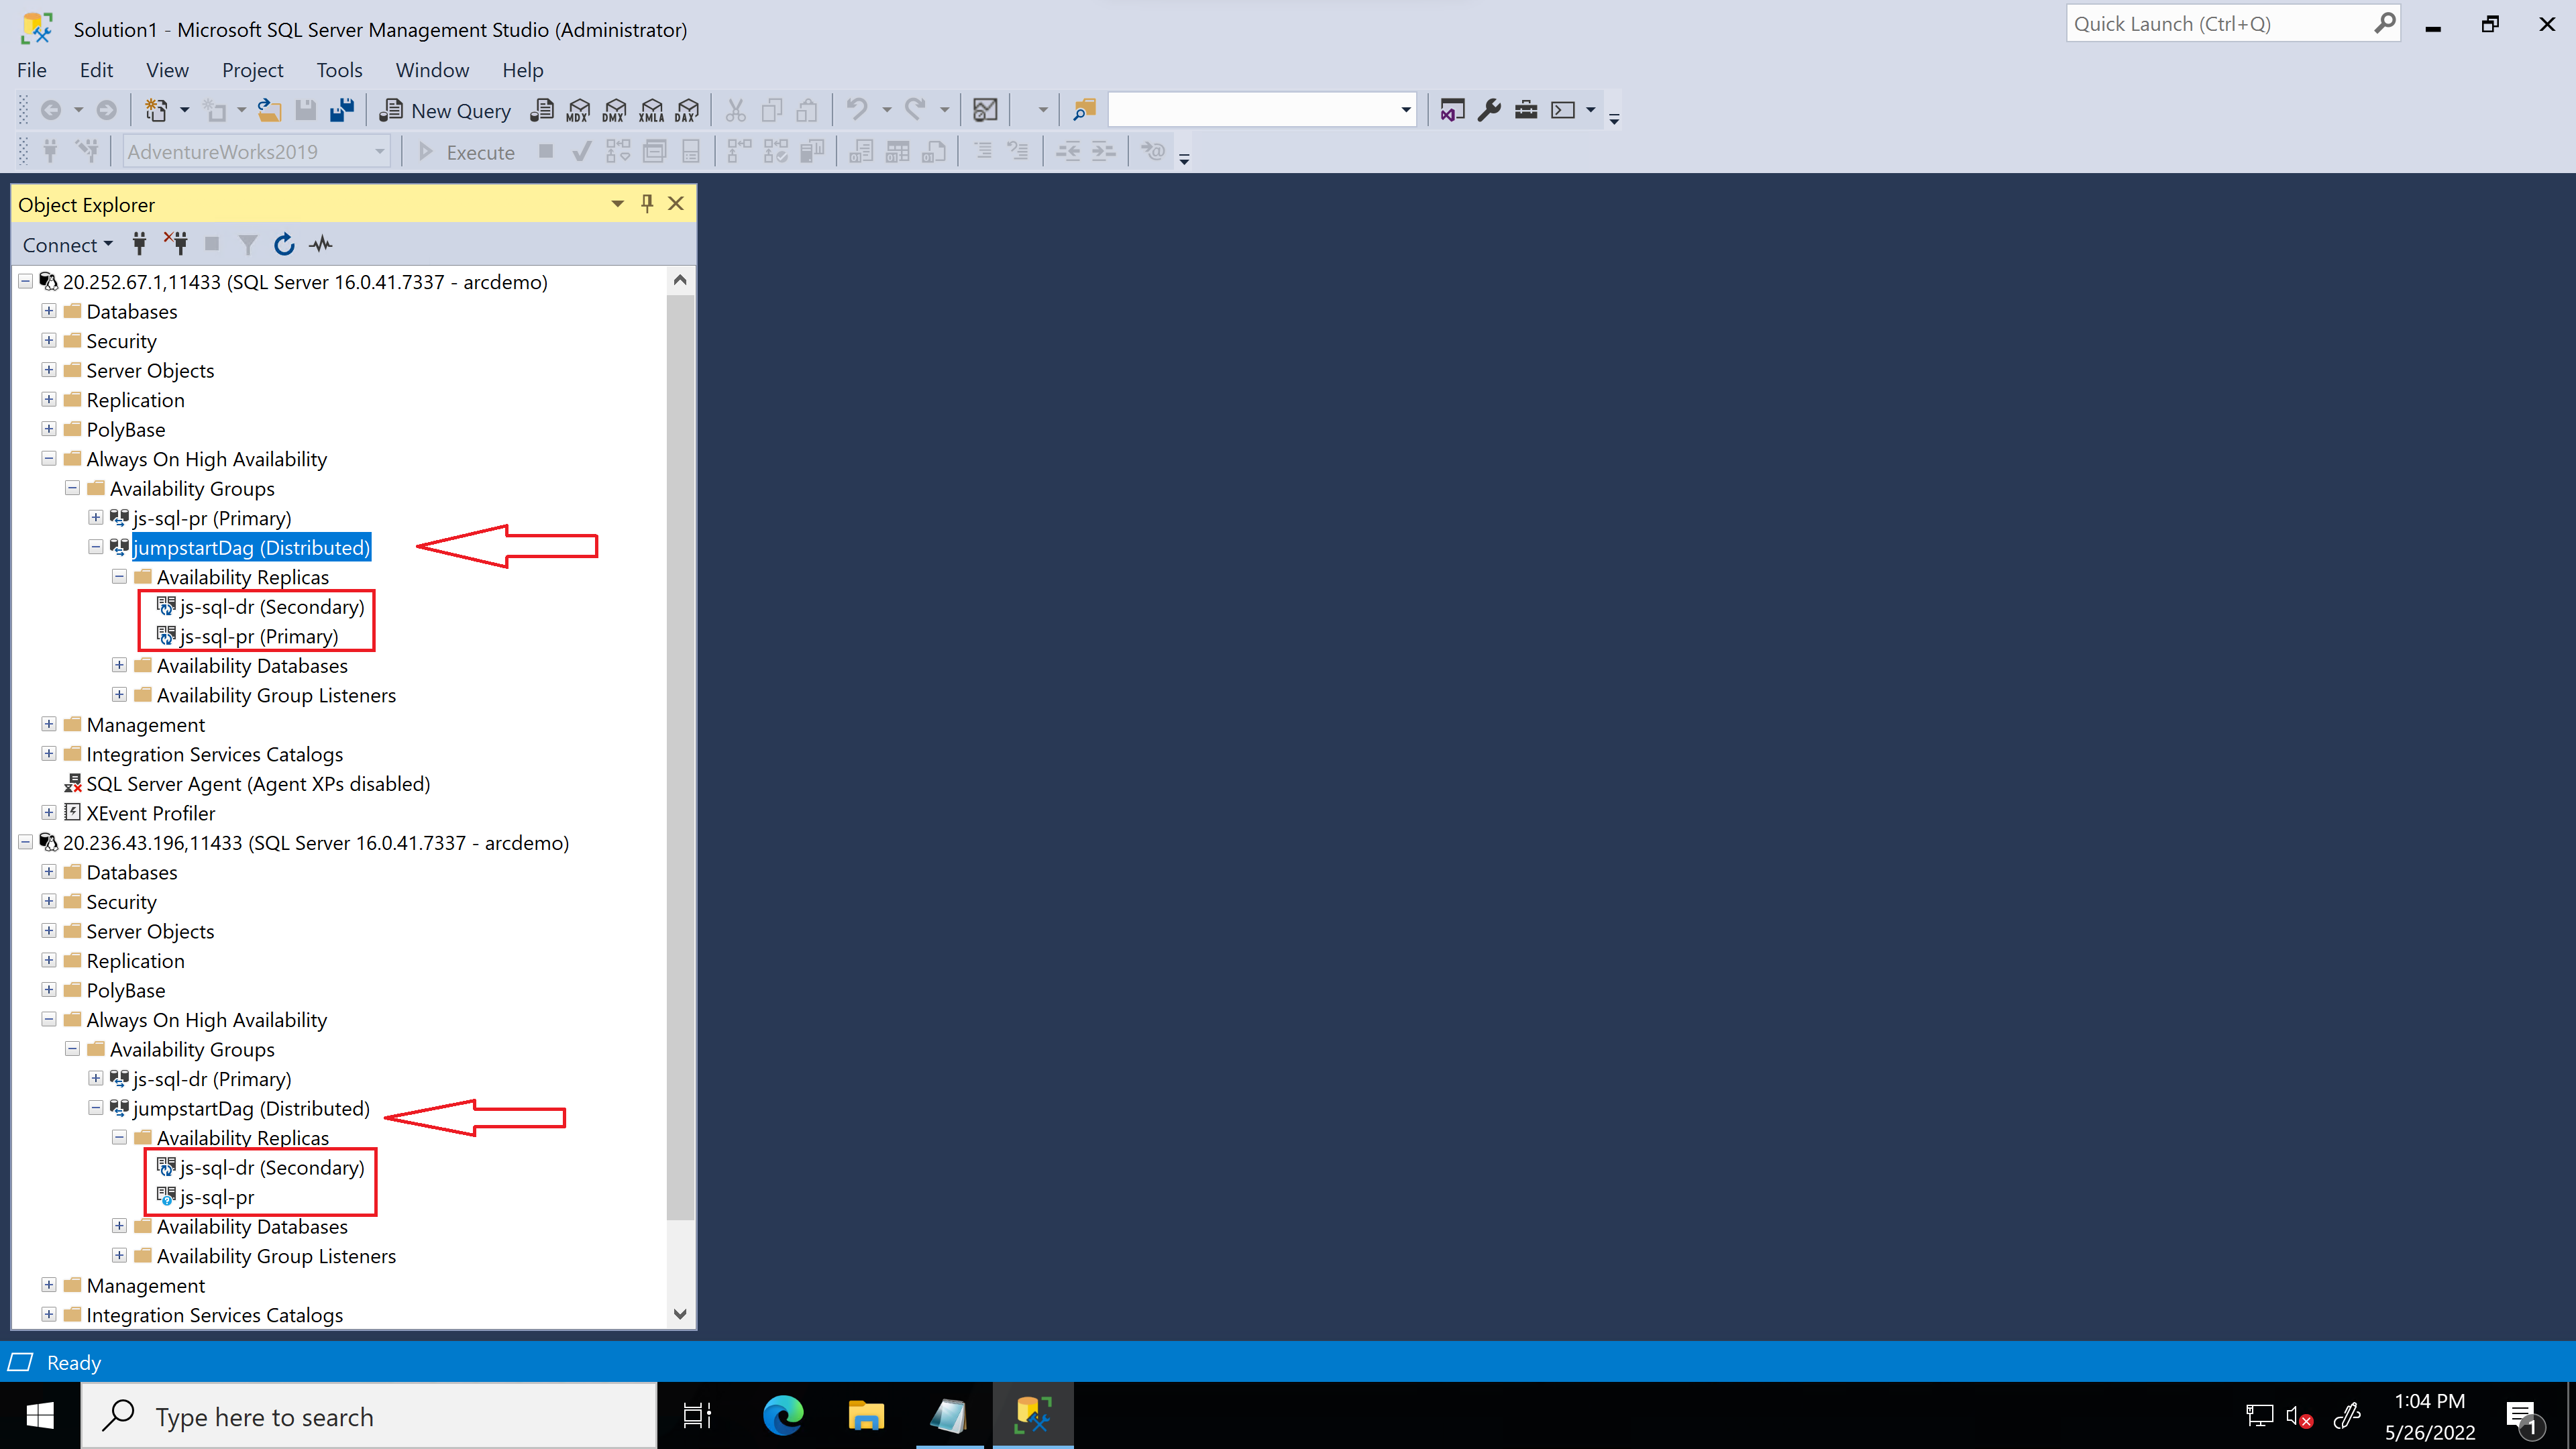 Solution1 - Microsoft SQL Server Management Studio (Administrator)
Quick Launch (Ctrl+Q)
File Edit View Project Tools Window Help
New Query MDX DMX XMLA DAX
AdventureWorks2019 Execute
Object Explorer
Connect
20.252.67.1,11433 (SQL Server 16.0.41.7337 - arcdemo)
Databases
Security
Server Objects
Replication
PolyBase
Always On High Availability
Availability Groups
js-sql-pr (Primary)
jumpstartDag (Distributed)
Availability Replicas
js-sql-dr (Secondary)
js-sql-pr (Primary)
Availability Databases
Availability Group Listeners
Management
Integration Services Catalogs
SQL Server Agent (Agent XPs disabled)
XEvent Profiler
20.236.43.196,11433 (SQL Server 16.0.41.7337 - arcdemo)
Databases
Security
Server Objects
Replication
PolyBase
Always On High Availability
Availability Groups
js-sql-dr (Primary)
jumpstartDag (Distributed)
Availability Replicas
js-sql-dr (Secondary)
js-sql-pr
Availability Databases
Availability Group Listeners
Management
Integration Services Catalogs
Ready
Type here to search
1:04 PM
5/26/2022
1